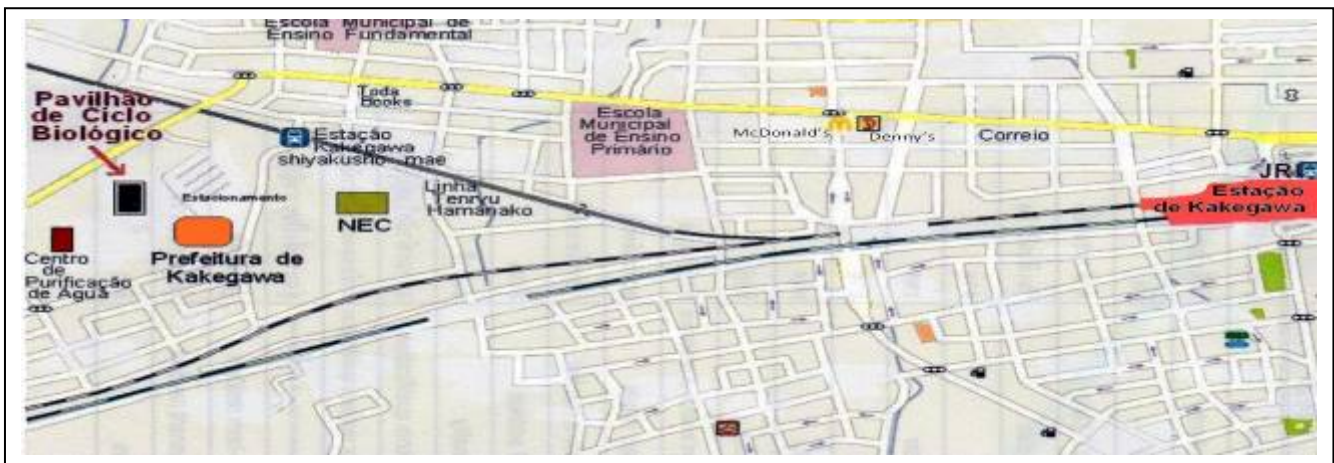 Escola Municipal de
Ensino Fundamental
Toda
Books
Pavilhão
de Ciclo
Biológico
Estação
Kakegawa
shiyakusho mae
Escola
Municipal
de Ensino
Primário
McDonald's
Denny's
Correio
JR
Estação
de Kakegawa
Estacionamento
NEC
Linha
Tenryu
Hamanako
Prefeitura de
Kakegawa
Centro
de
Purificação
de Agua